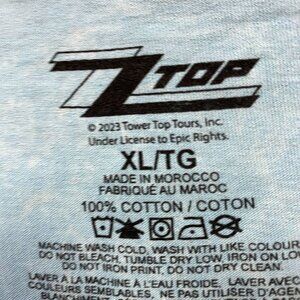 ZZ TOP
© 2023 Tower Top Tours, Inc.
Under License to Epic Rights.
XL/TG
MADE IN MOROCCO
FABRIQUÉ AU MAROC
100% COTTON / COTON
MACHINE WASH COLD, WASH WITH LIKE COLOUR
DO NOT BLEACH. TUMBLE DRY LOW. IRON ON LOW
DO NOT IRON PRINT, DO NOT DRY CLEAN.
LAVER À LA MACHINE À L'EAU FROIDE, LAVER AVEC
COULEURS SEMBLABLES, NE PAS UTILISER D'AGENT